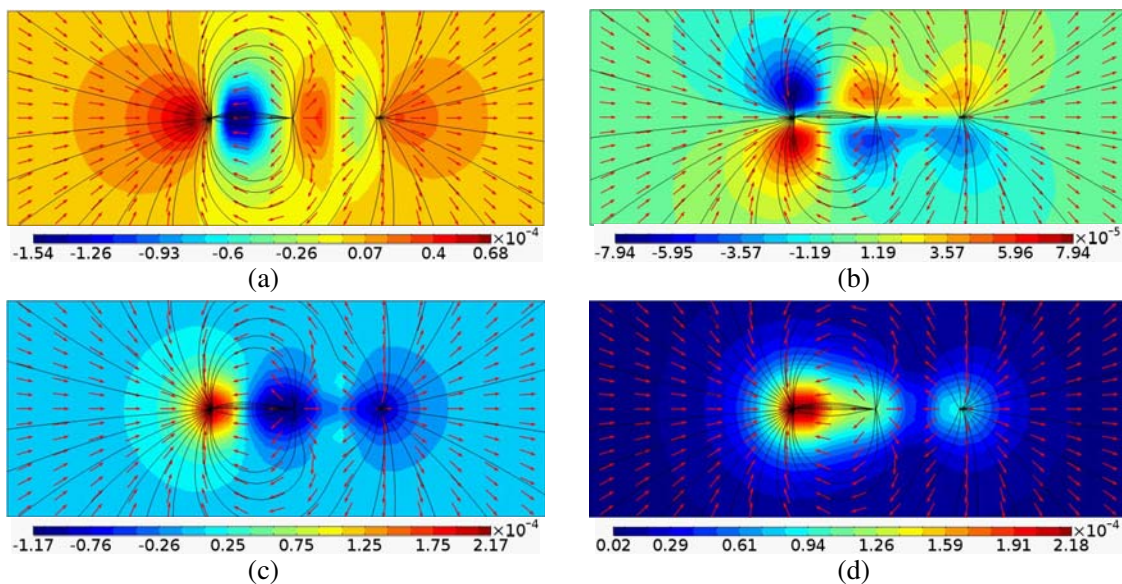 ×10⁻⁴
-1.54 -1.26 -0.93 -0.6 -0.26 0.07 0.4 0.68
(a)
×10⁻⁵
-7.94 -5.95 -3.57 -1.19 1.19 3.57 5.96 7.94
(b)
×10⁻⁴
-1.17 -0.76 -0.26 0.25 0.75 1.25 1.75 2.17
(c)
×10⁻⁴
0.02 0.29 0.61 0.94 1.26 1.59 1.91 2.18
(d)